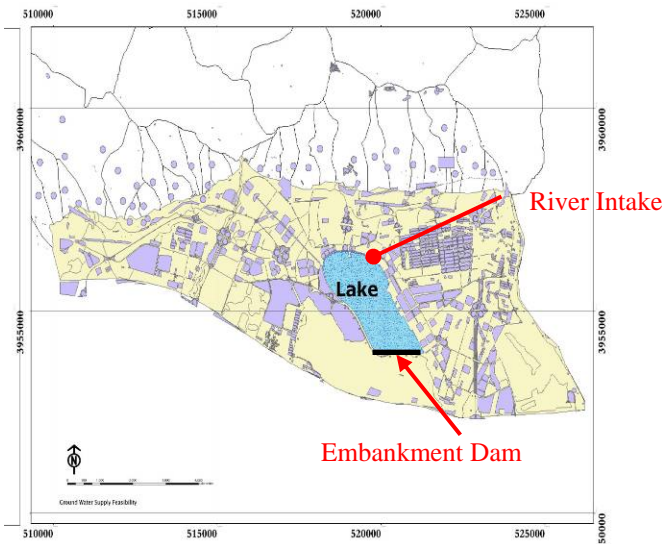 510000 515000 520000 525000
3960000 3960000
River Intake
Lake
3955000 3955000
Embankment Dam
N
Ground Water Supply Feasibility
50000
510000 515000 520000 525000